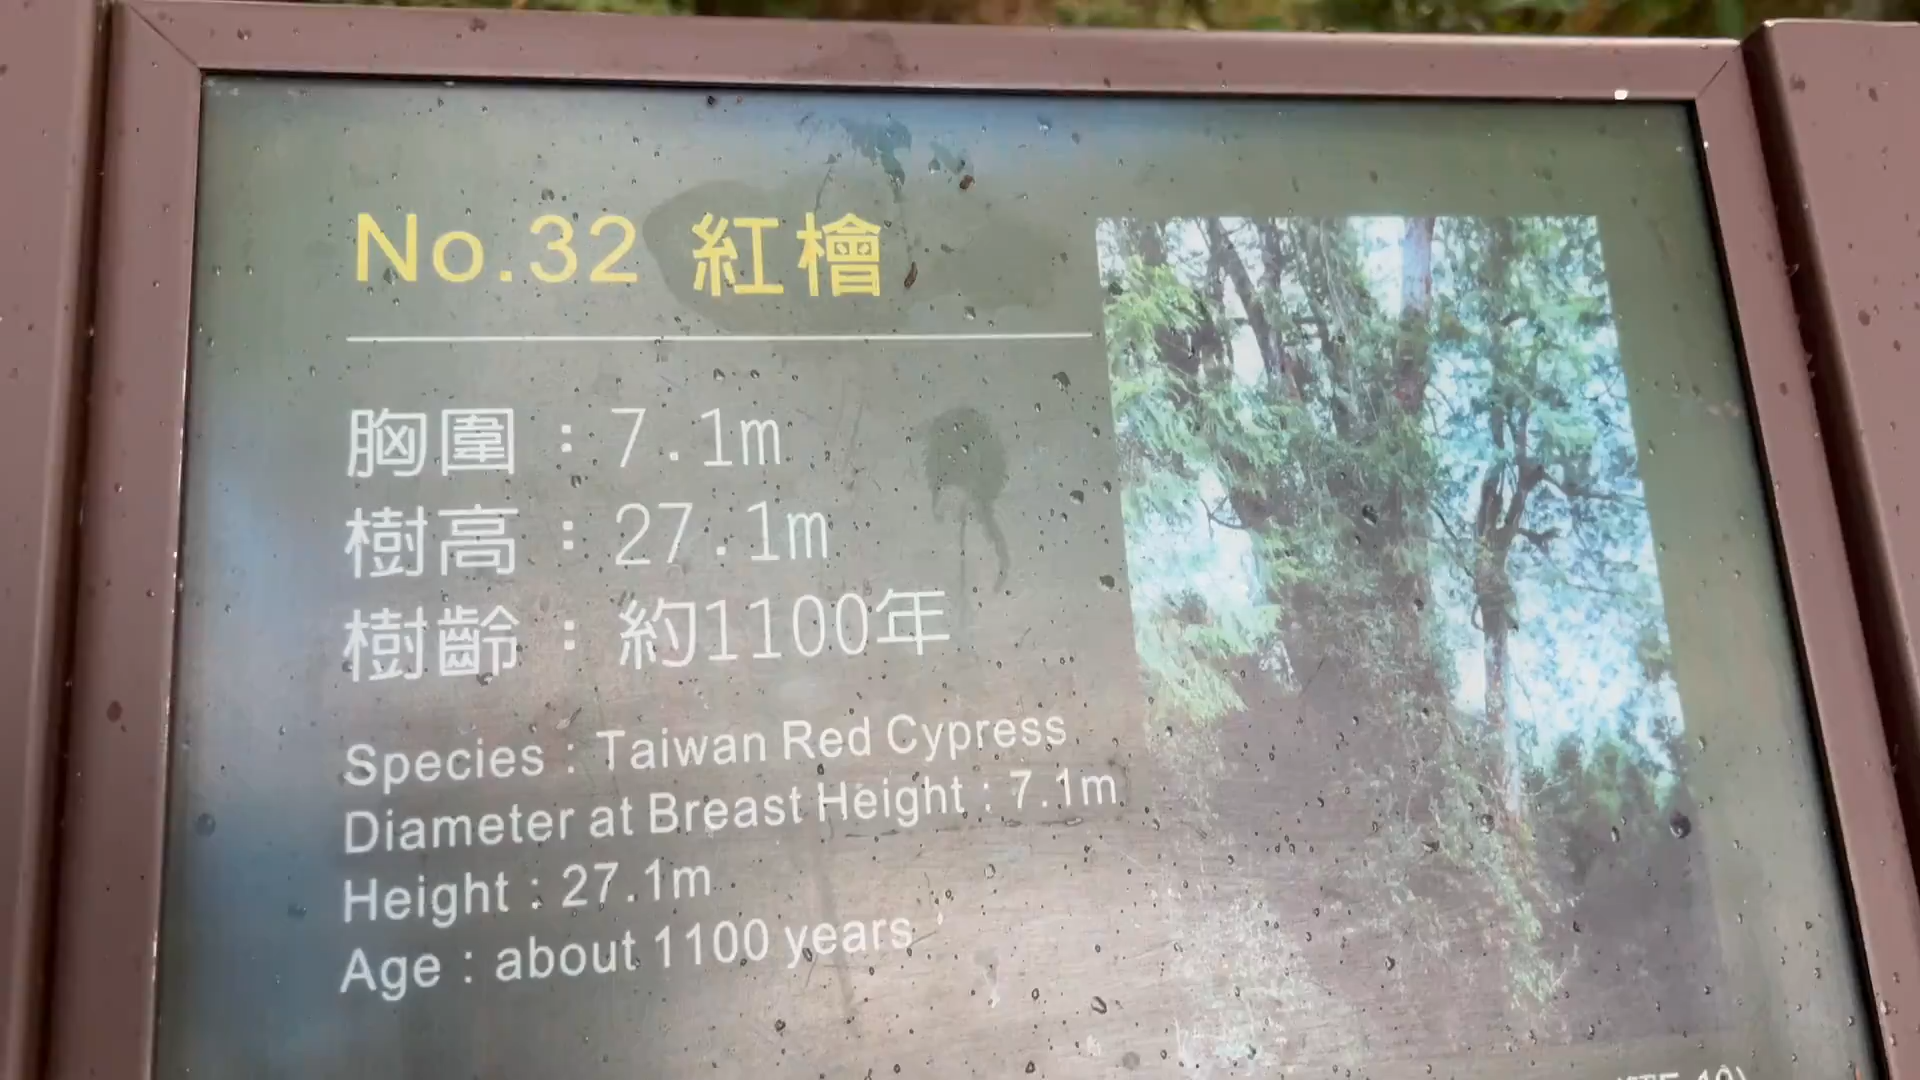 No.32 紅檜
胸圍：7.1m
樹高：27.1m
樹齡：約1100年
Species : Taiwan Red Cypress
Diameter at Breast Height : 7.1m
Height : 27.1m
Age : about 1100 years